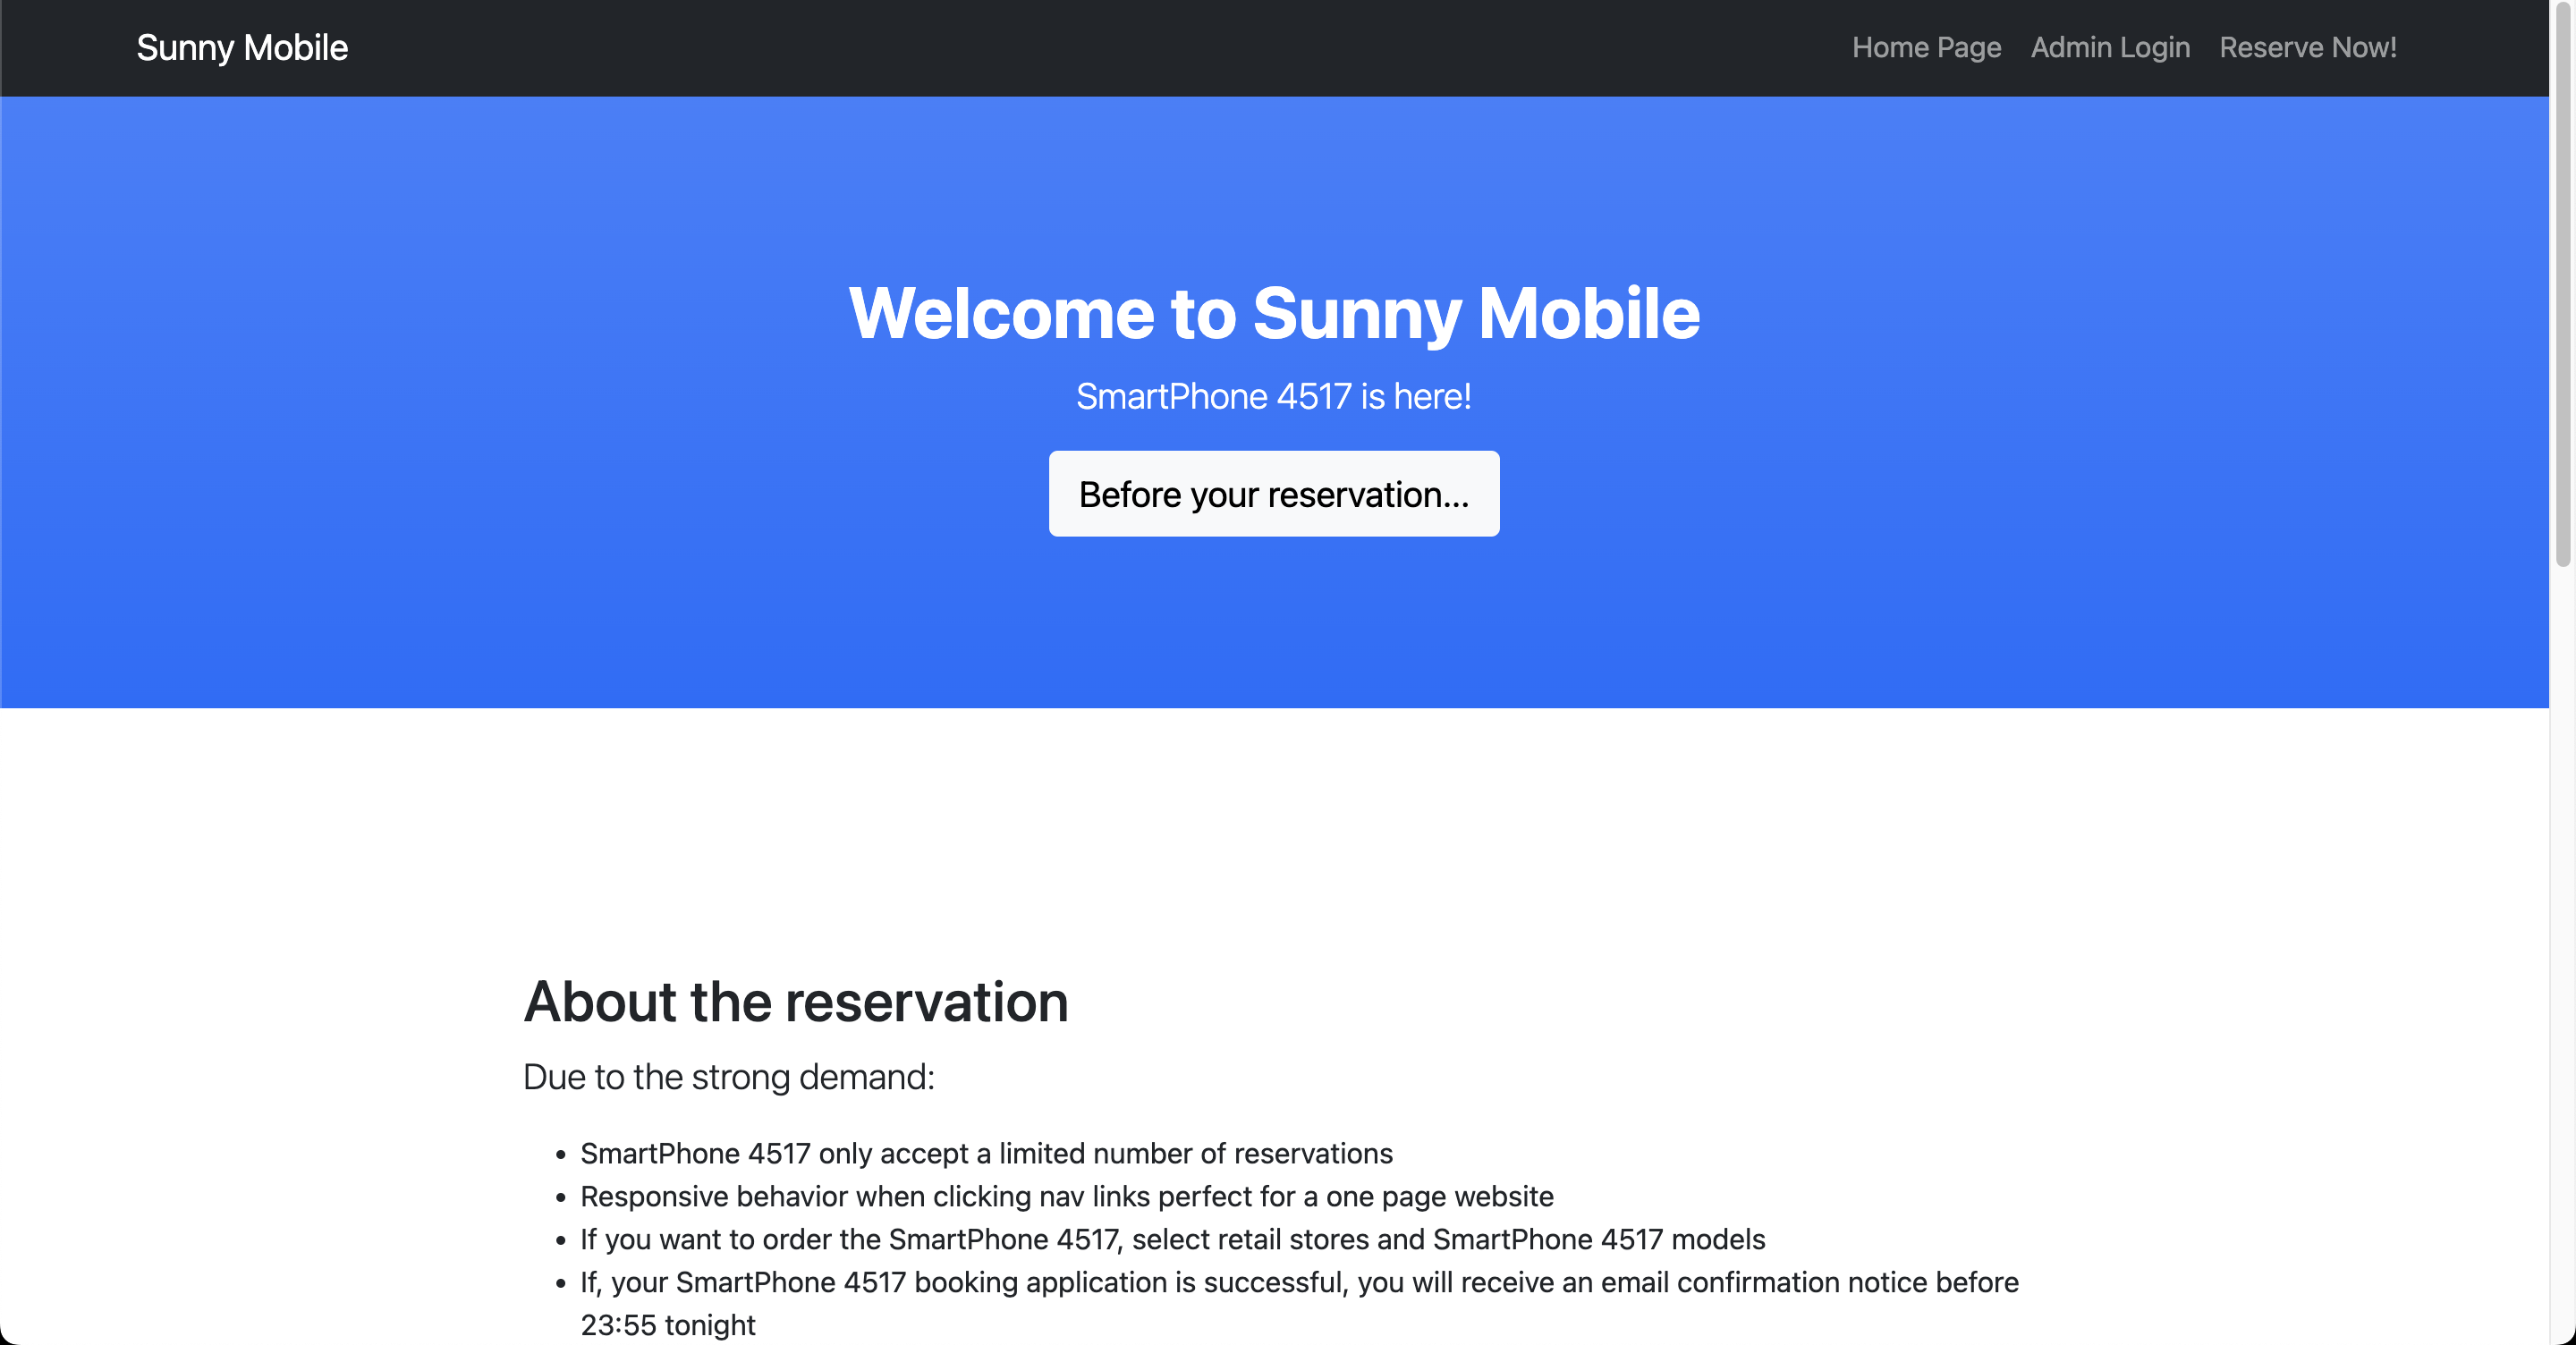 Sunny Mobile
Home Page Admin Login Reserve Now!
Welcome to Sunny Mobile
SmartPhone 4517 is here!
Before your reservation...
About the reservation
Due to the strong demand:
• SmartPhone 4517 only accept a limited number of reservations
• Responsive behavior when clicking nav links perfect for a one page website
• If you want to order the SmartPhone 4517, select retail stores and SmartPhone 4517 models
• If, your SmartPhone 4517 booking application is successful, you will receive an email confirmation notice before
23:55 tonight